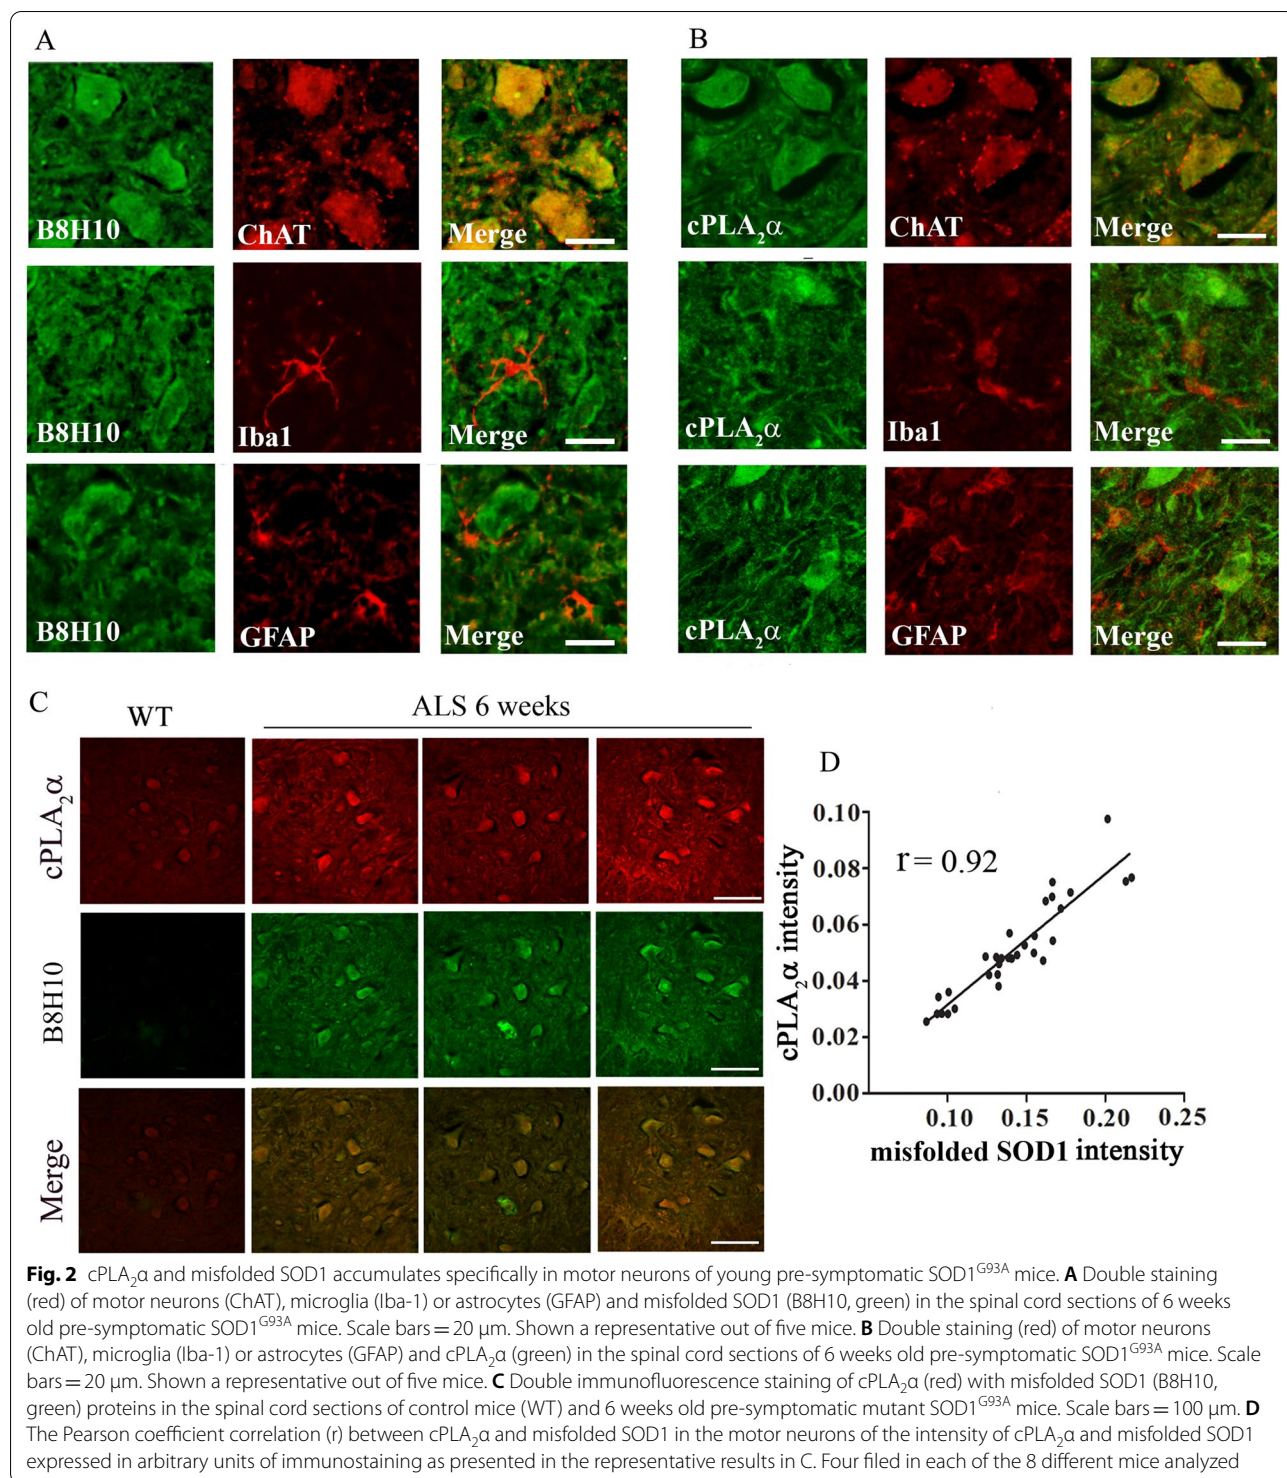 A
B8H10
ChAT
Merge
B8H10
Iba1
Merge
B8H10
GFAP
Merge
B
cPLA₂α
ChAT
Merge
cPLA₂α
Iba1
Merge
cPLA₂α
GFAP
Merge
C
WT
ALS 6 weeks
cPLA₂α
B8H10
Merge
D
r = 0.92
cPLA₂α intensity
0.10
0.08
0.06
0.04
0.02
0.00
0.10 0.15 0.20 0.25
misfolded SOD1 intensity
Fig. 2 cPLA₂α and misfolded SOD1 accumulates specifically in motor neurons of young pre-symptomatic SOD1ᴳ⁹³ᴬ mice. A Double staining
(red) of motor neurons (ChAT), microglia (Iba-1) or astrocytes (GFAP) and misfolded SOD1 (B8H10, green) in the spinal cord sections of 6 weeks
old pre-symptomatic SOD1ᴳ⁹³ᴬ mice. Scale bars = 20 µm. Shown a representative out of five mice. B Double staining (red) of motor neurons
(ChAT), microglia (Iba-1) or astrocytes (GFAP) and cPLA₂α (green) in the spinal cord sections of 6 weeks old pre-symptomatic SOD1ᴳ⁹³ᴬ mice. Scale
bars = 20 µm. Shown a representative out of five mice. C Double immunofluorescence staining of cPLA₂α (red) with misfolded SOD1 (B8H10,
green) proteins in the spinal cord sections of control mice (WT) and 6 weeks old pre-symptomatic mutant SOD1ᴳ⁹³ᴬ mice. Scale bars = 100 µm. D
The Pearson coefficient correlation (r) between cPLA₂α and misfolded SOD1 in the motor neurons of the intensity of cPLA₂α and misfolded SOD1
expressed in arbitrary units of immunostaining as presented in the representative results in C. Four filed in each of the 8 different mice analyzed